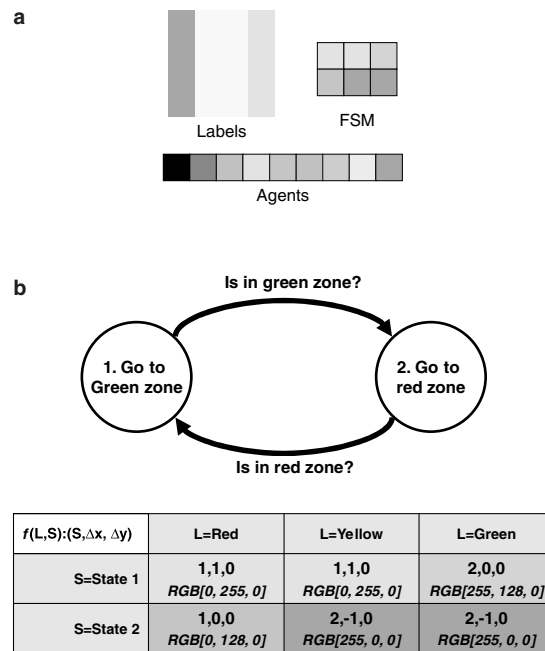 a
Labels
FSM
Agents
b
Is in green zone?
1. Go to
Green zone
2. Go to
red zone
Is in red zone?
f(L,S):(S,Δx, Δy) L=Red L=Yellow L=Green
S=State 1 1,1,0 1,1,0 2,0,0
RGB[0, 255, 0] RGB[0, 255, 0] RGB[255, 128, 0]
S=State 2 1,0,0 2,-1,0 2,-1,0
RGB[0, 128, 0] RGB[255, 0, 0] RGB[255, 0, 0]